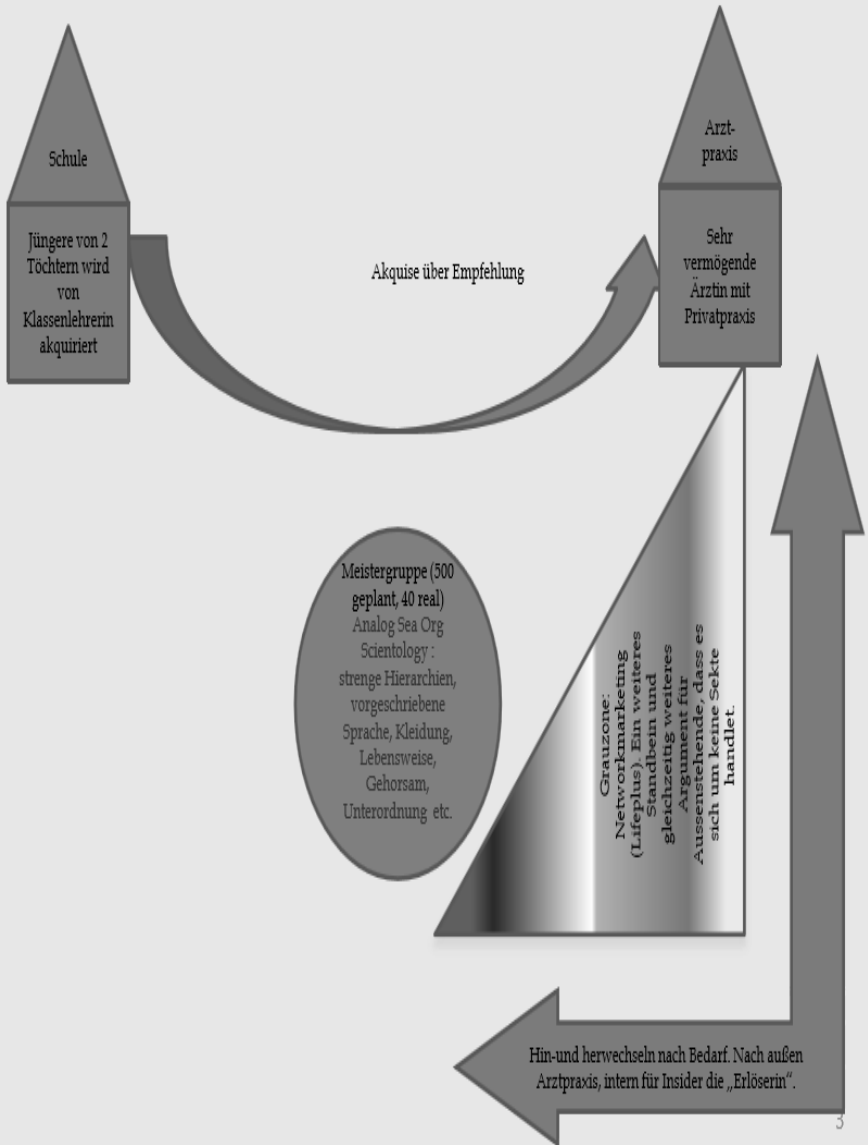 Schule
Jüngere von 2
Töchtern wird
von
Klassenlehrerin
akquiriert
Akquise über Empfehlung
Arzt-
praxis
Sehr
vermögende
Ärztin mit
Privatpraxis
Meistergruppe (500
geplant, 40 real)
Analog Sea Org
Scientology :
strenge Hierarchien,
vorgeschriebene
Sprache, Kleidung,
Lebensweise,
Gehorsam,
Unterordnung etc.
Grauzone:
Networkmarketing
(Lifeplus). Ein weiteres
Standbein und
gleichzeitig weiteres
Argument für
Aussenstehende, dass es
sich um keine Sekte
handlet.
Hin-und herwechseln nach Bedarf. Nach außen
Arztpraxis, intern für Insider die „Erlöserin“.
3